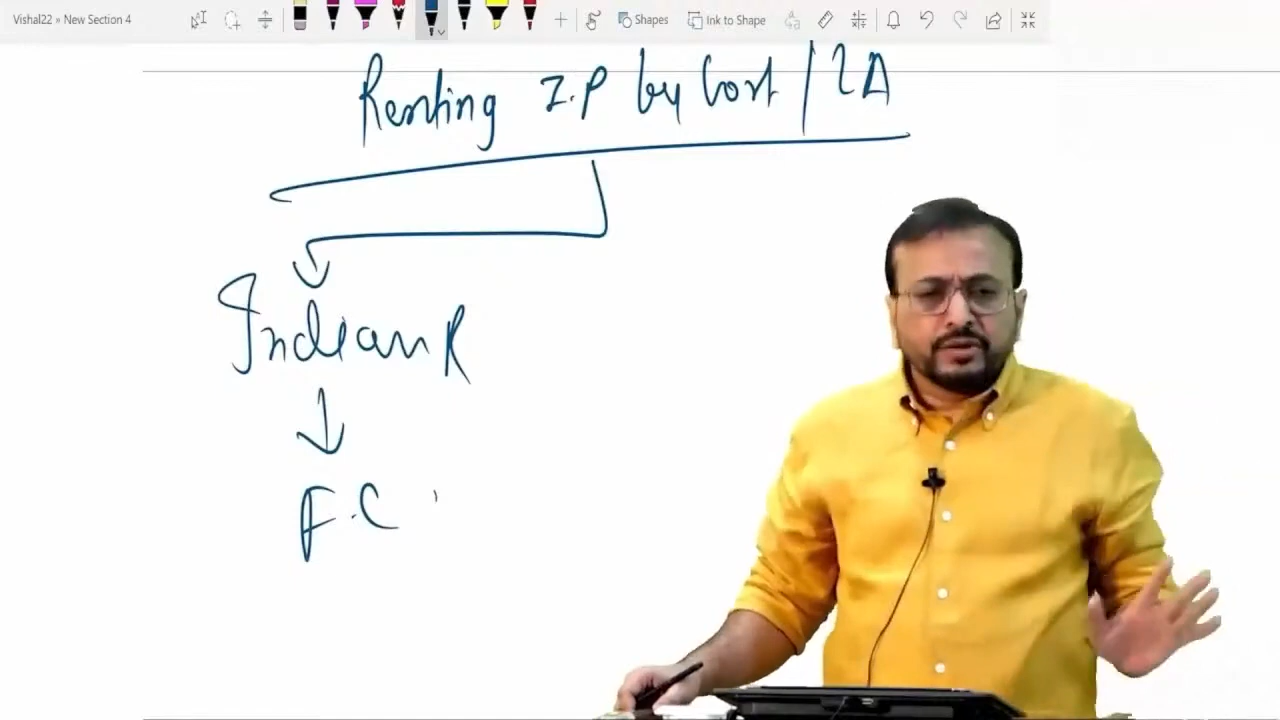 Vishal22 » New Section 4
Shapes
Ink to Shape
Renting I.P by Govt / LA
Indian R
F.C